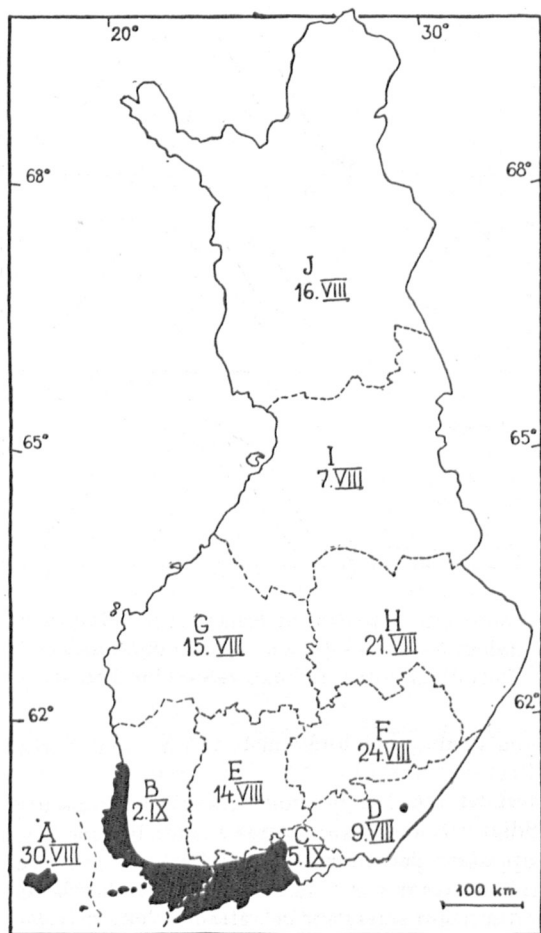 20° 30°
68° 68°
J
16. VIII
65° 65°
I
7. VIII
G
15. VIII
H
21. VIII
62° 62°
F
24. VIII
B
2. IX
E
14. VIII
D
9. VIII
A
30. VIII
C
5. IX
100 km